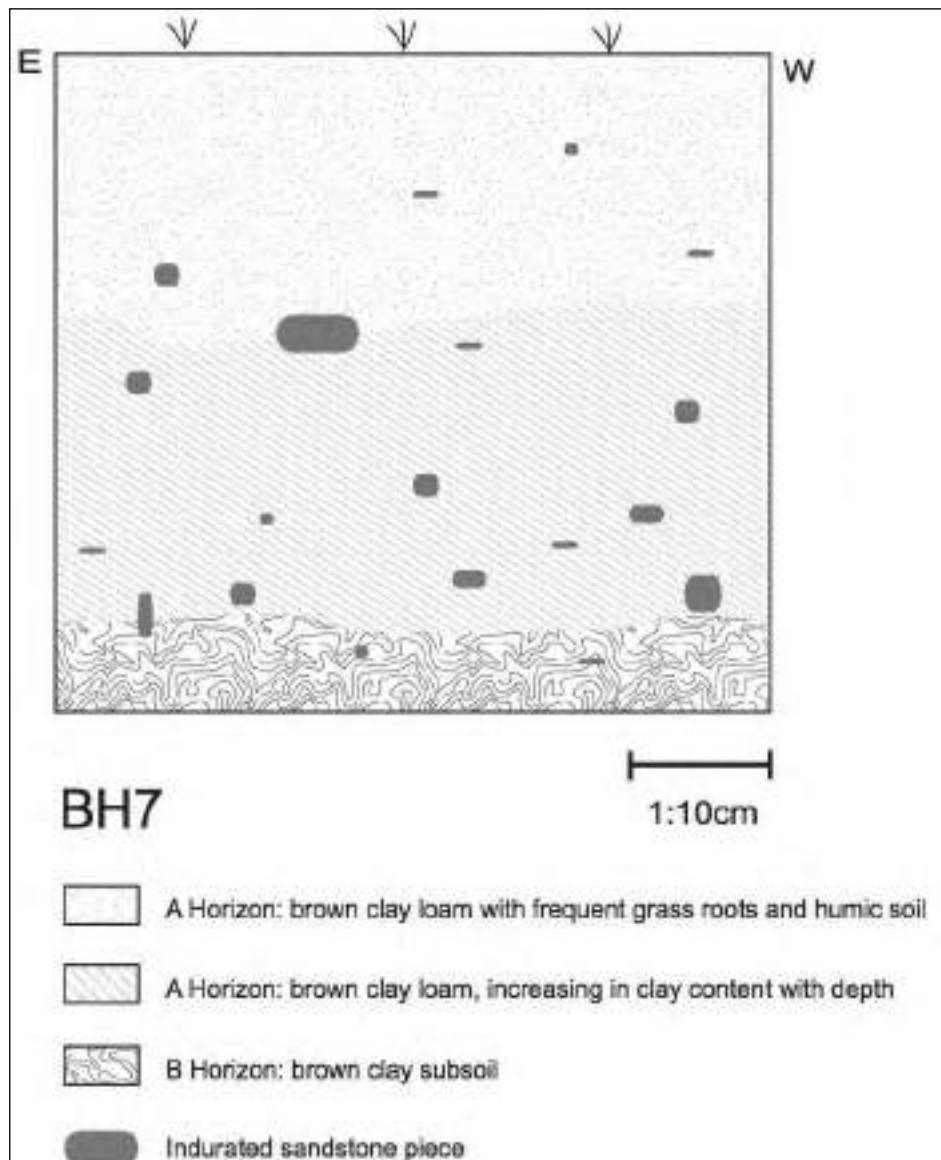 E
W
BH7
1:10cm
A Horizon: brown clay loam with frequent grass roots and humic soil
A Horizon: brown clay loam, increasing in clay content with depth
B Horizon: brown clay subsoil
Indurated sandstone piece